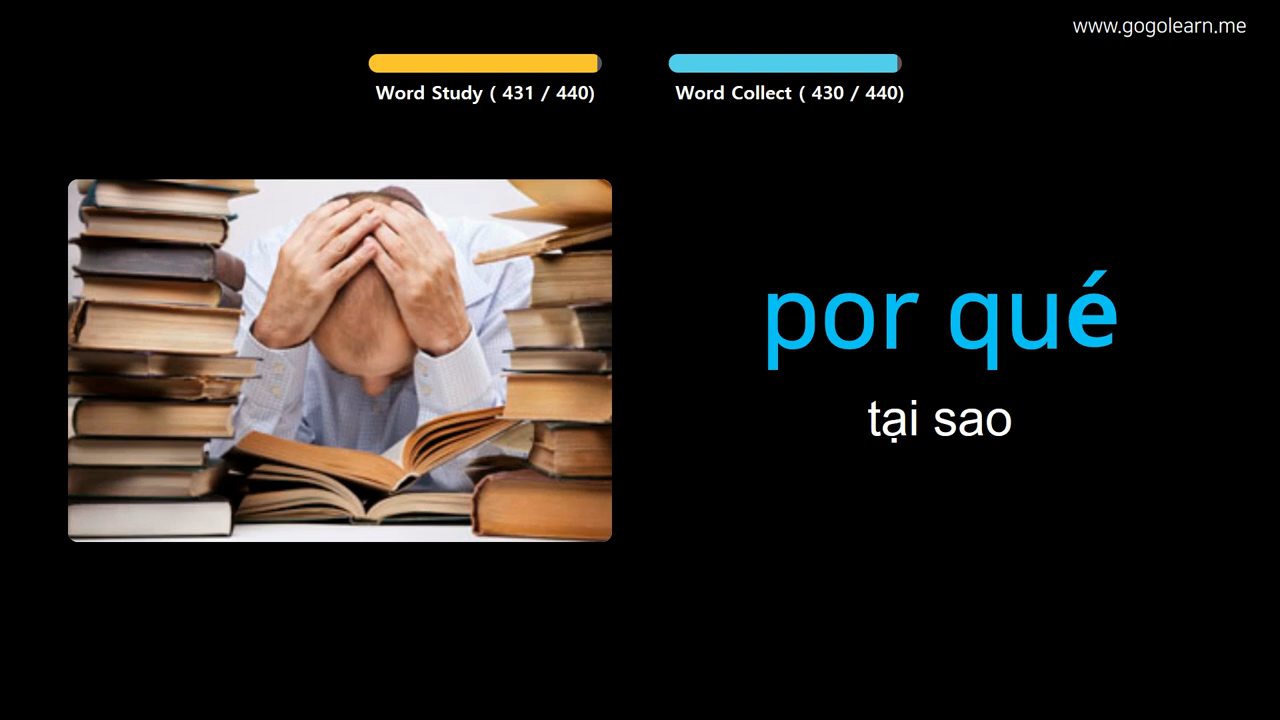 www.gogolearn.me
Word Study ( 431 / 440)
Word Collect ( 430 / 440)
por qué
tại sao